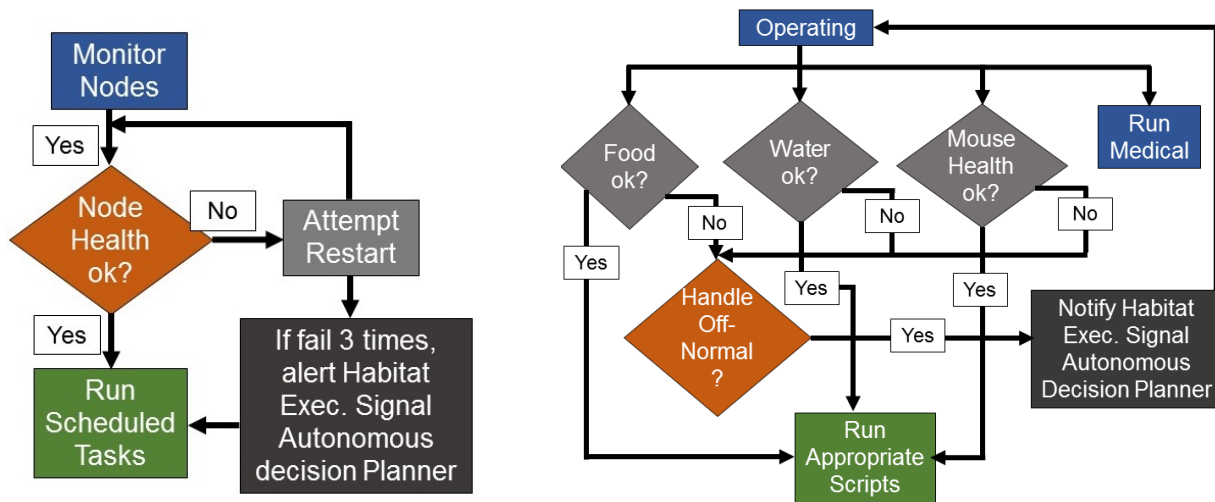 Monitor
Nodes
Yes
Node
Health
ok?
No
Attempt
Restart
Yes
Run
Scheduled
Tasks
If fail 3 times,
alert Habitat
Exec. Signal
Autonomous
decision Planner
Operating
Food
ok?
Water
ok?
Mouse
Health
ok?
Run
Medical
No
No
No
Yes
Handle
Off-
Normal
?
Yes
Yes
Yes
Notify Habitat
Exec. Signal
Autonomous
Decision Planner
Run
Appropriate
Scripts